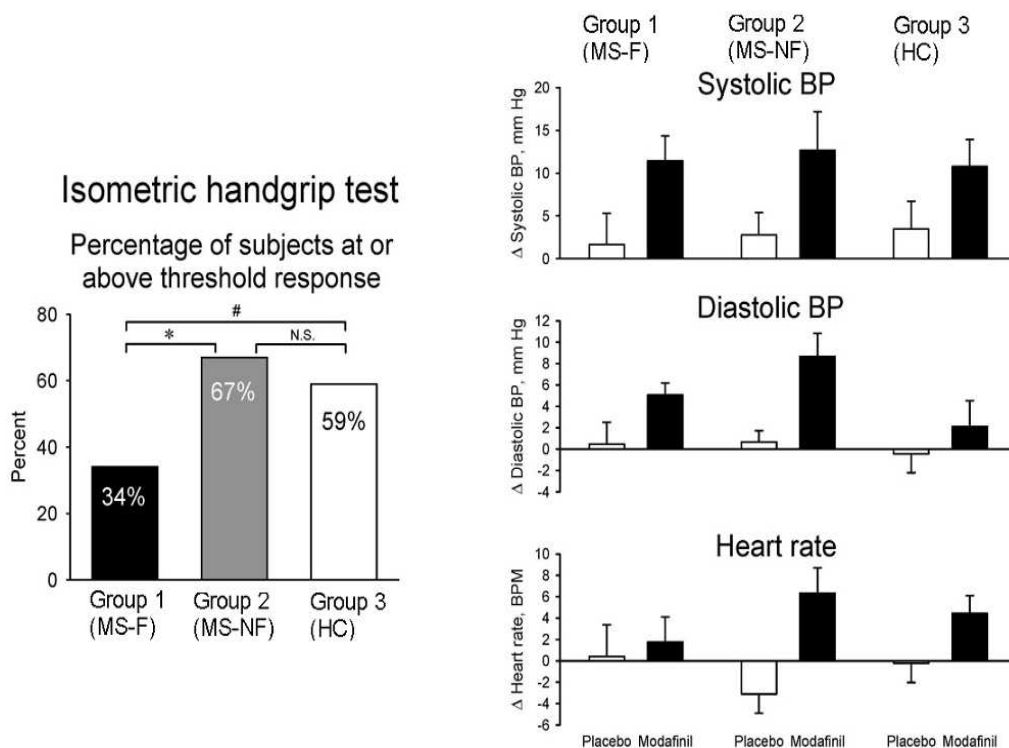 Isometric handgrip test
Percentage of subjects at or
above threshold response
80
60
40
20
0
Percent
#
*
N.S.
34%
67%
59%
Group 1
(MS-F)
Group 2
(MS-NF)
Group 3
(HC)
Group 1
(MS-F)
Group 2
(MS-NF)
Group 3
(HC)
Systolic BP
Δ Systolic BP, mm Hg
20
15
10
5
0
Diastolic BP
Δ Diastolic BP, mm Hg
12
10
8
6
4
2
0
-2
-4
Heart rate
Δ Heart rate, BPM
10
8
6
4
2
0
-2
-4
-6
Placebo Modafinil Placebo Modafinil Placebo Modafinil